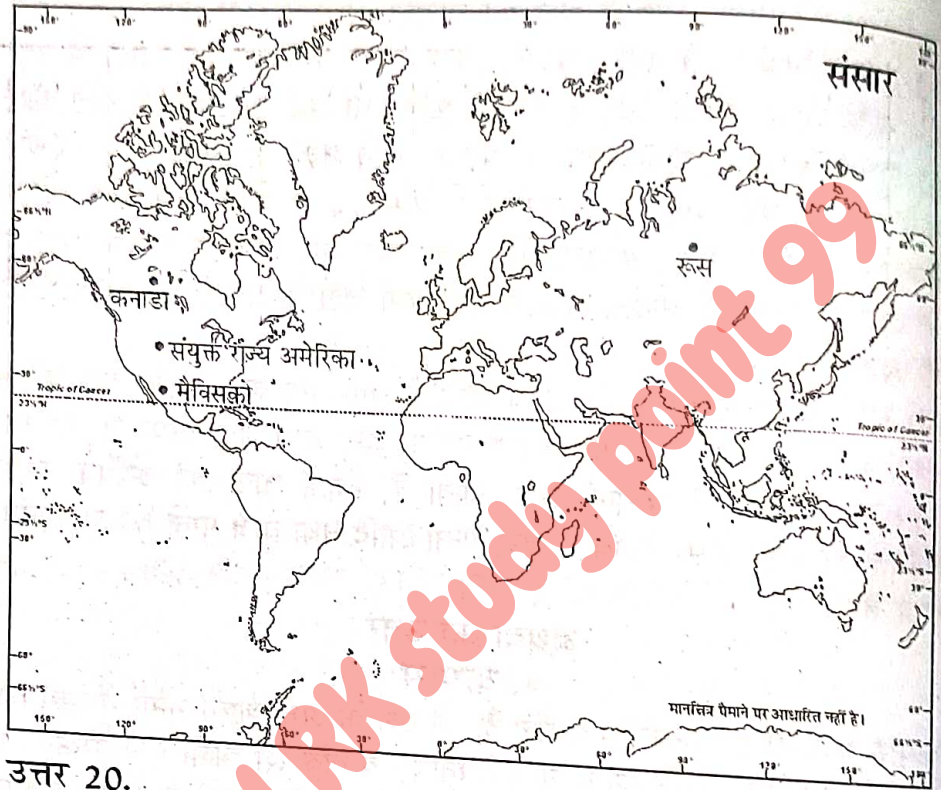 संसार
रूस
कनाडा
संयुक्त राज्य अमेरिका
मैक्सिको
Tropic of Cancer
Tropic of Cancer
मानचित्र पैमाने पर आधारित नहीं है।
उत्तर 20.
RK study point 99